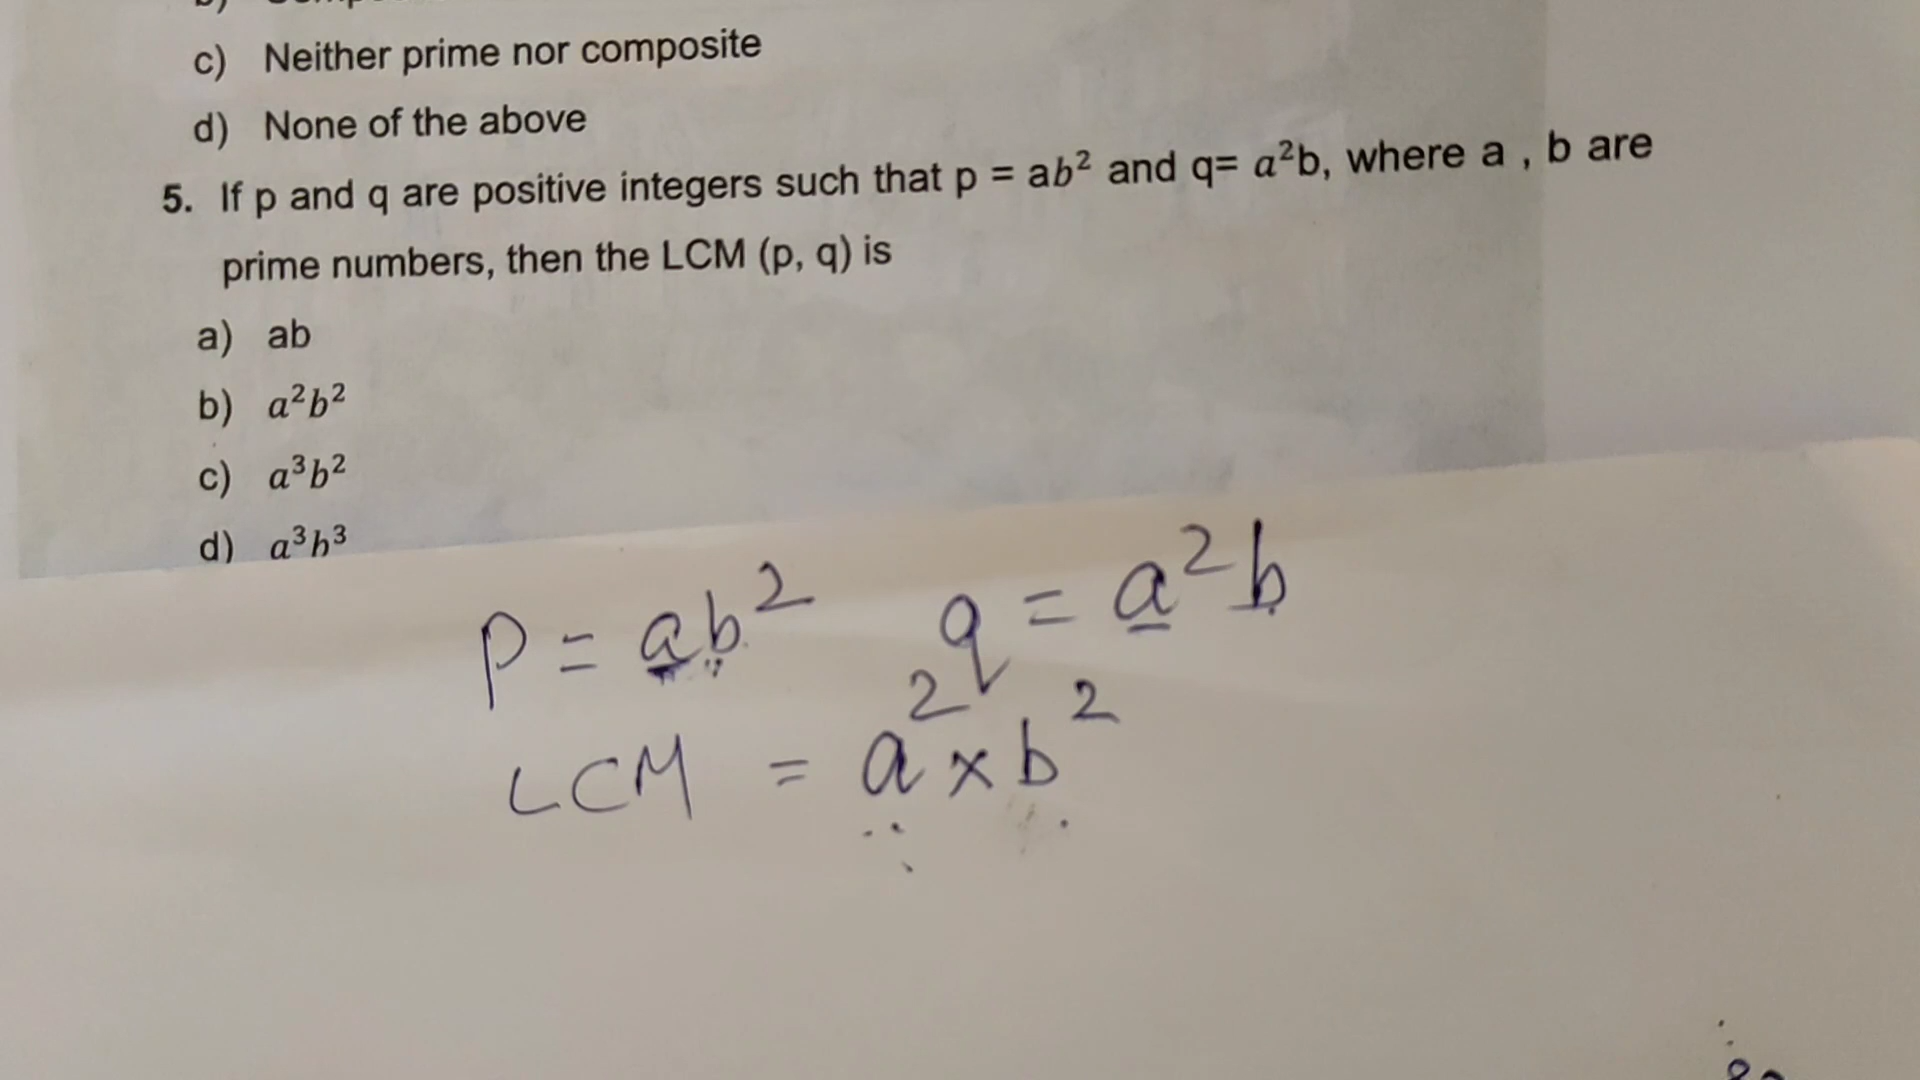 c) Neither prime nor composite
d) None of the above
5. If p and q are positive integers such that p = ab² and q= a²b, where a , b are
prime numbers, then the LCM (p, q) is
a) ab
b) a²b²
c) a³b²
d) a³b³
P = ab² q = a²b
LCM = a² × b²